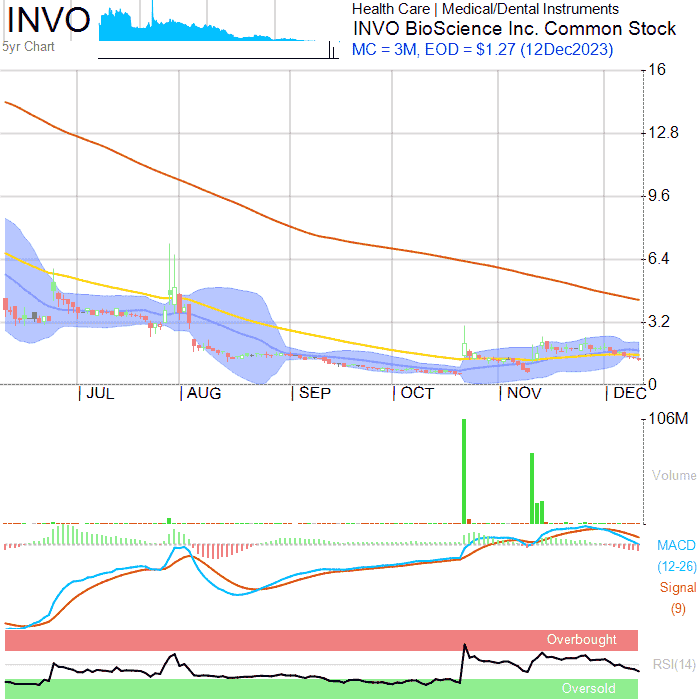 INVO
5yr Chart
Health Care | Medical/Dental Instruments
INVO BioScience Inc. Common Stock
MC = 3M, EOD = $1.27 (12Dec2023)
16
12.8
9.6
6.4
3.2
0
JUL
AUG
SEP
OCT
NOV
DEC
106M
Volume
MACD
(12-26)
Signal
(9)
Overbought
RSI(14)
Oversold